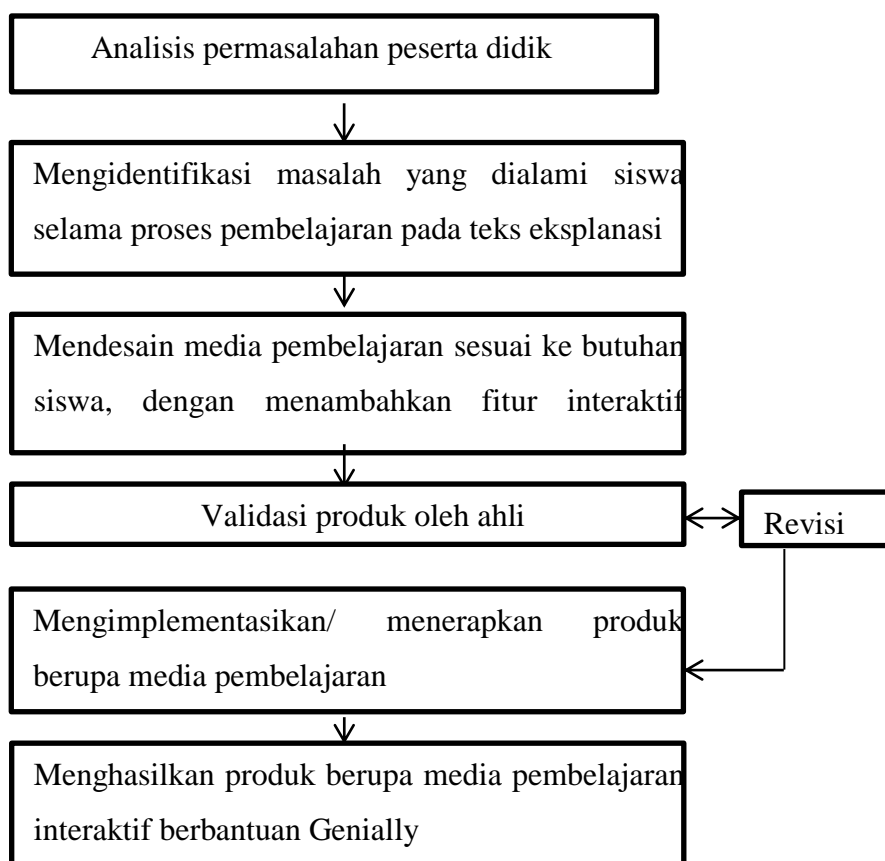 Analisis permasalahan peserta didik
Mengidentifikasi masalah yang dialami siswa
selama proses pembelajaran pada teks eksplanasi
Mendesain media pembelajaran sesuai ke butuhan
siswa, dengan menambahkan fitur interaktif
Validasi produk oleh ahli
Revisi
Mengimplementasikan/ menerapkan produk
berupa media pembelajaran
Menghasilkan produk berupa media pembelajaran
interaktif berbantuan Genially